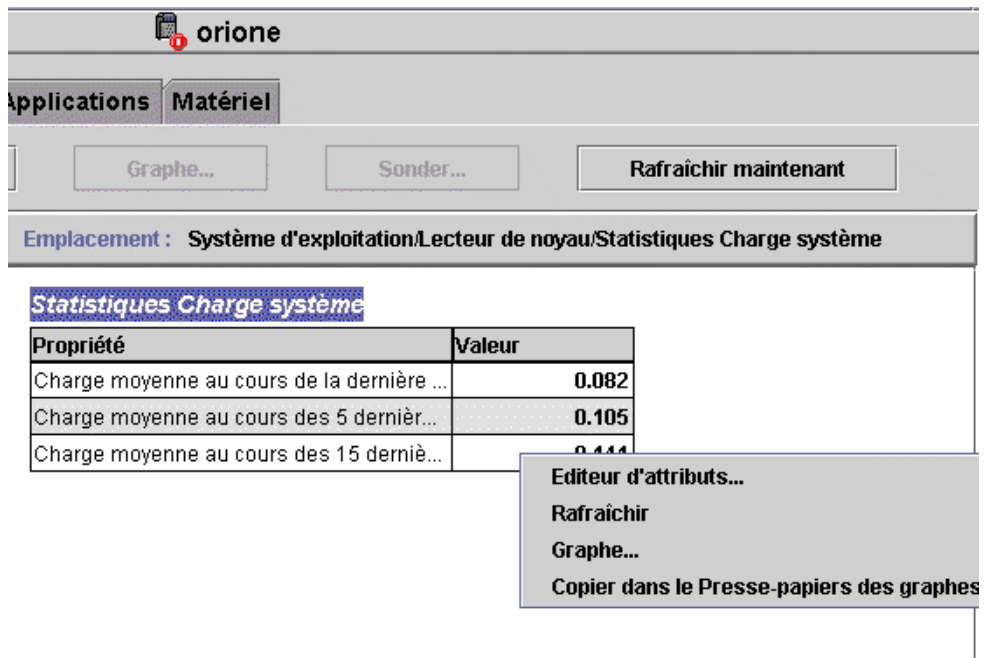 orione
Applications Matériel
Graphe... Sonder... Rafraîchir maintenant
Emplacement : Système d'exploitation/Lecteur de noyau/Statistiques Charge système
Statistiques Charge système
Propriété Valeur
Charge moyenne au cours de la dernière ... 0.082
Charge moyenne au cours des 5 dernièr... 0.105
Charge moyenne au cours des 15 derniè...
Editeur d'attributs...
Rafraîchir
Graphe...
Copier dans le Presse-papiers des graphes